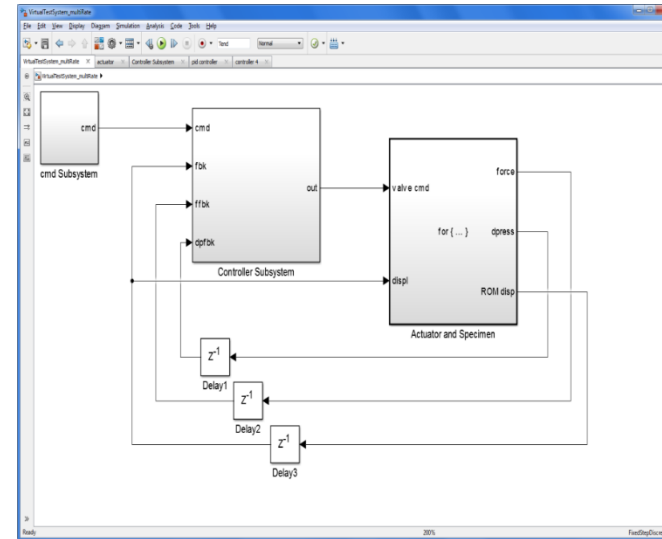 VirtualTestSystem_multiRate
File Edit View Display Diagram Simulation Analysis Code Tools Help
Normal
VirtualTestSystem_multiRate actuator Controller Subsystem pid controller controller 4
VirtualTestSystem_multiRate
cmd
cmd Subsystem
cmd
fbk
ffbk
dpfbk
out
Controller Subsystem
valve cmd
displ
for { ... }
force
dpress
ROM disp
Actuator and Specimen
Z-1
Delay1
Z-1
Delay2
Z-1
Delay3
Ready 200% FixedStepDiscre